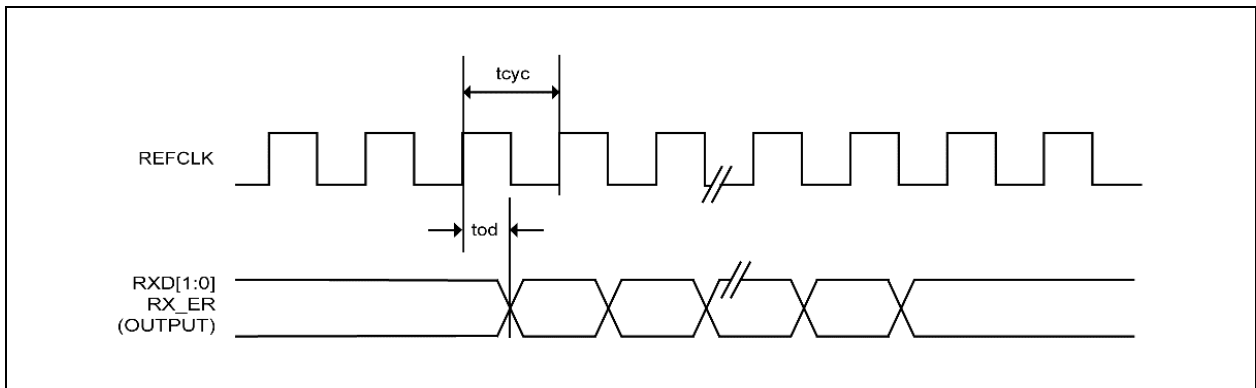 tcyc
REFCLK
tod
RXD[1:0]
RX_ER
(OUTPUT)